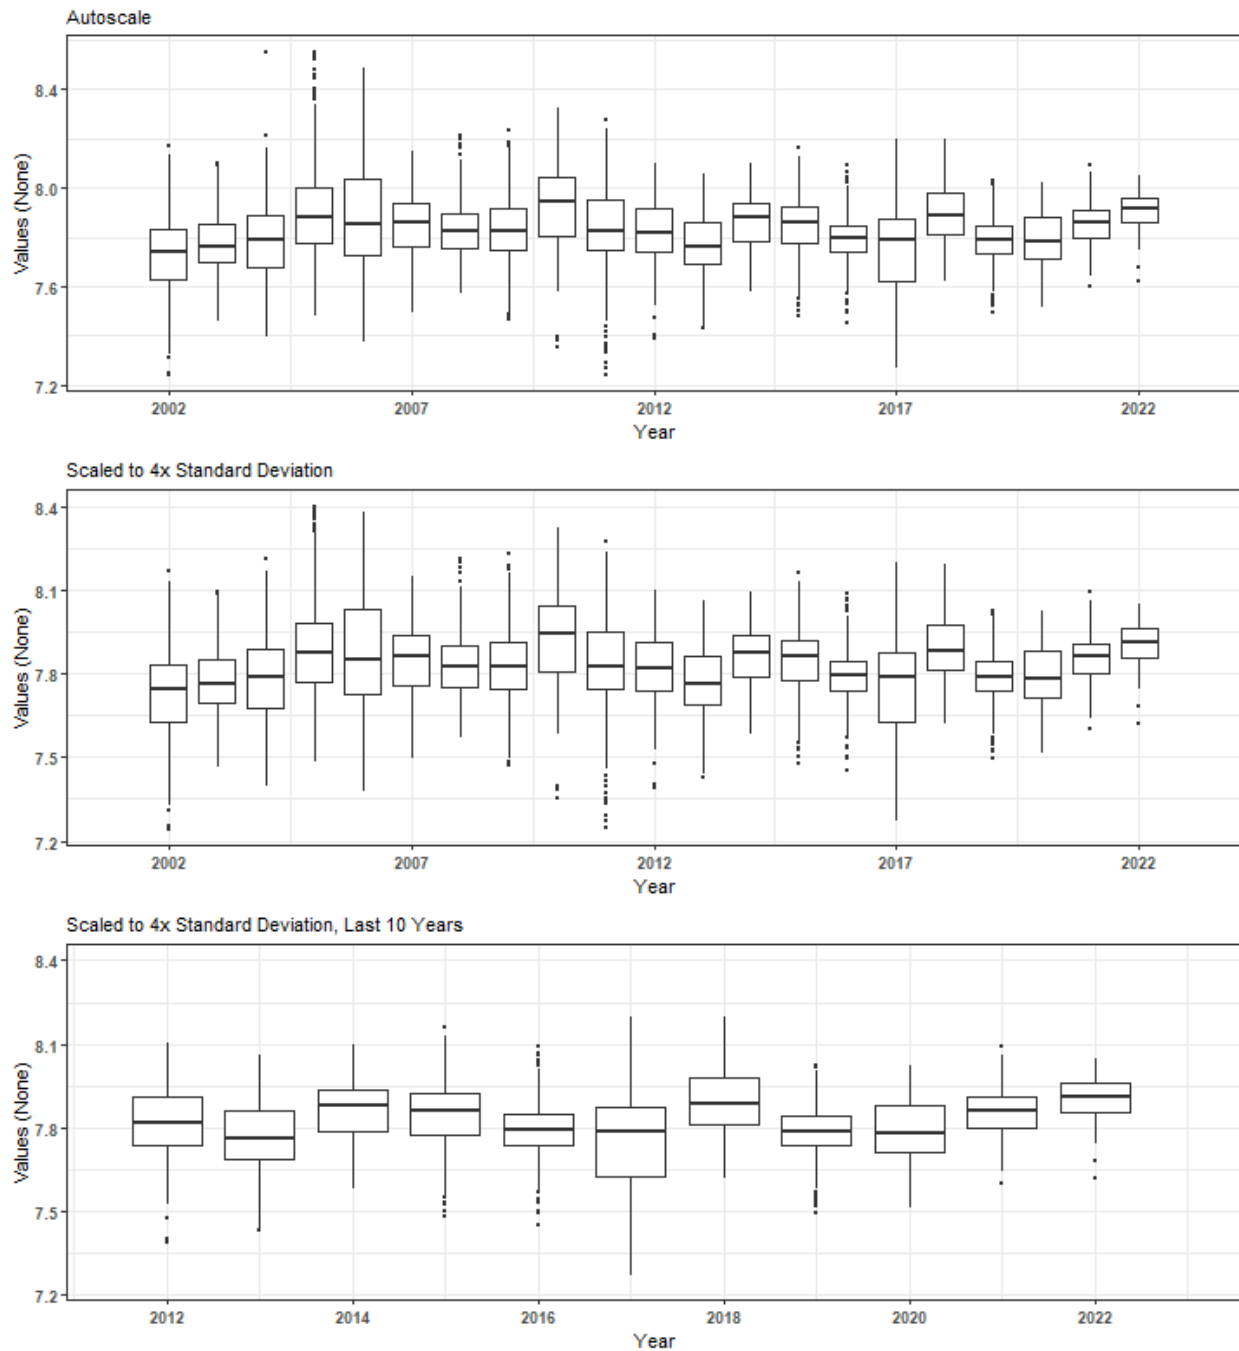 Autoscale
8.4
8.0
7.6
7.2
Values (None)
2002 2007 2012 2017 2022
Year
Scaled to 4x Standard Deviation
8.4
8.1
7.8
7.5
7.2
Values (None)
2002 2007 2012 2017 2022
Year
Scaled to 4x Standard Deviation, Last 10 Years
8.4
8.1
7.8
7.5
7.2
Values (None)
2012 2014 2016 2018 2020 2022
Year